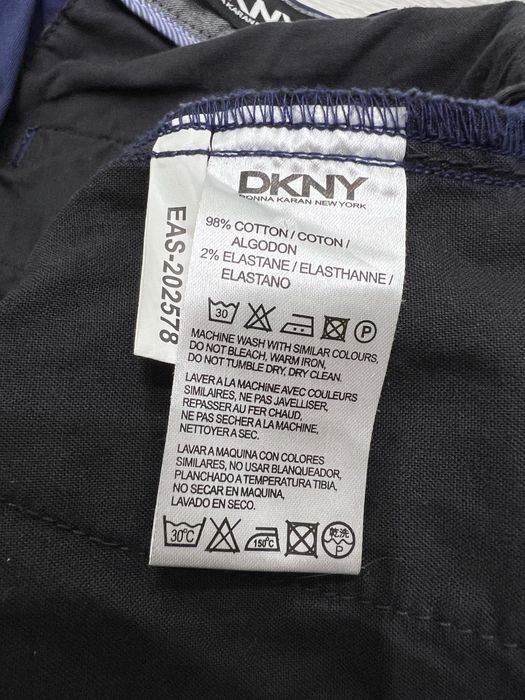 DKNY
DONNA KARAN NEW YORK
98% COTTON / COTON /
ALGODON
2% ELASTANE / ELASTHANNE /
ELASTANO
30
P
MACHINE WASH WITH SIMILAR COLOURS,
DO NOT BLEACH, WARM IRON,
DO NOT TUMBLE DRY, DRY CLEAN.
LAVER A LA MACHINE AVEC COULEURS
SIMILAIRES, NE PAS JAVELLISER,
REPASSER AU FER CHAUD,
NE PAS SECHER A LA MACHINE,
NETTOYER A SEC.
LAVAR A MAQUINA CON COLORES
SIMILARES, NO USAR BLANQUEADOR,
PLANCHADO A TEMPERATURA TIBIA,
NO SECAR EN MAQUINA,
LAVADO EN SECO.
30°C
150°C
乾洗
P
EAS-202578